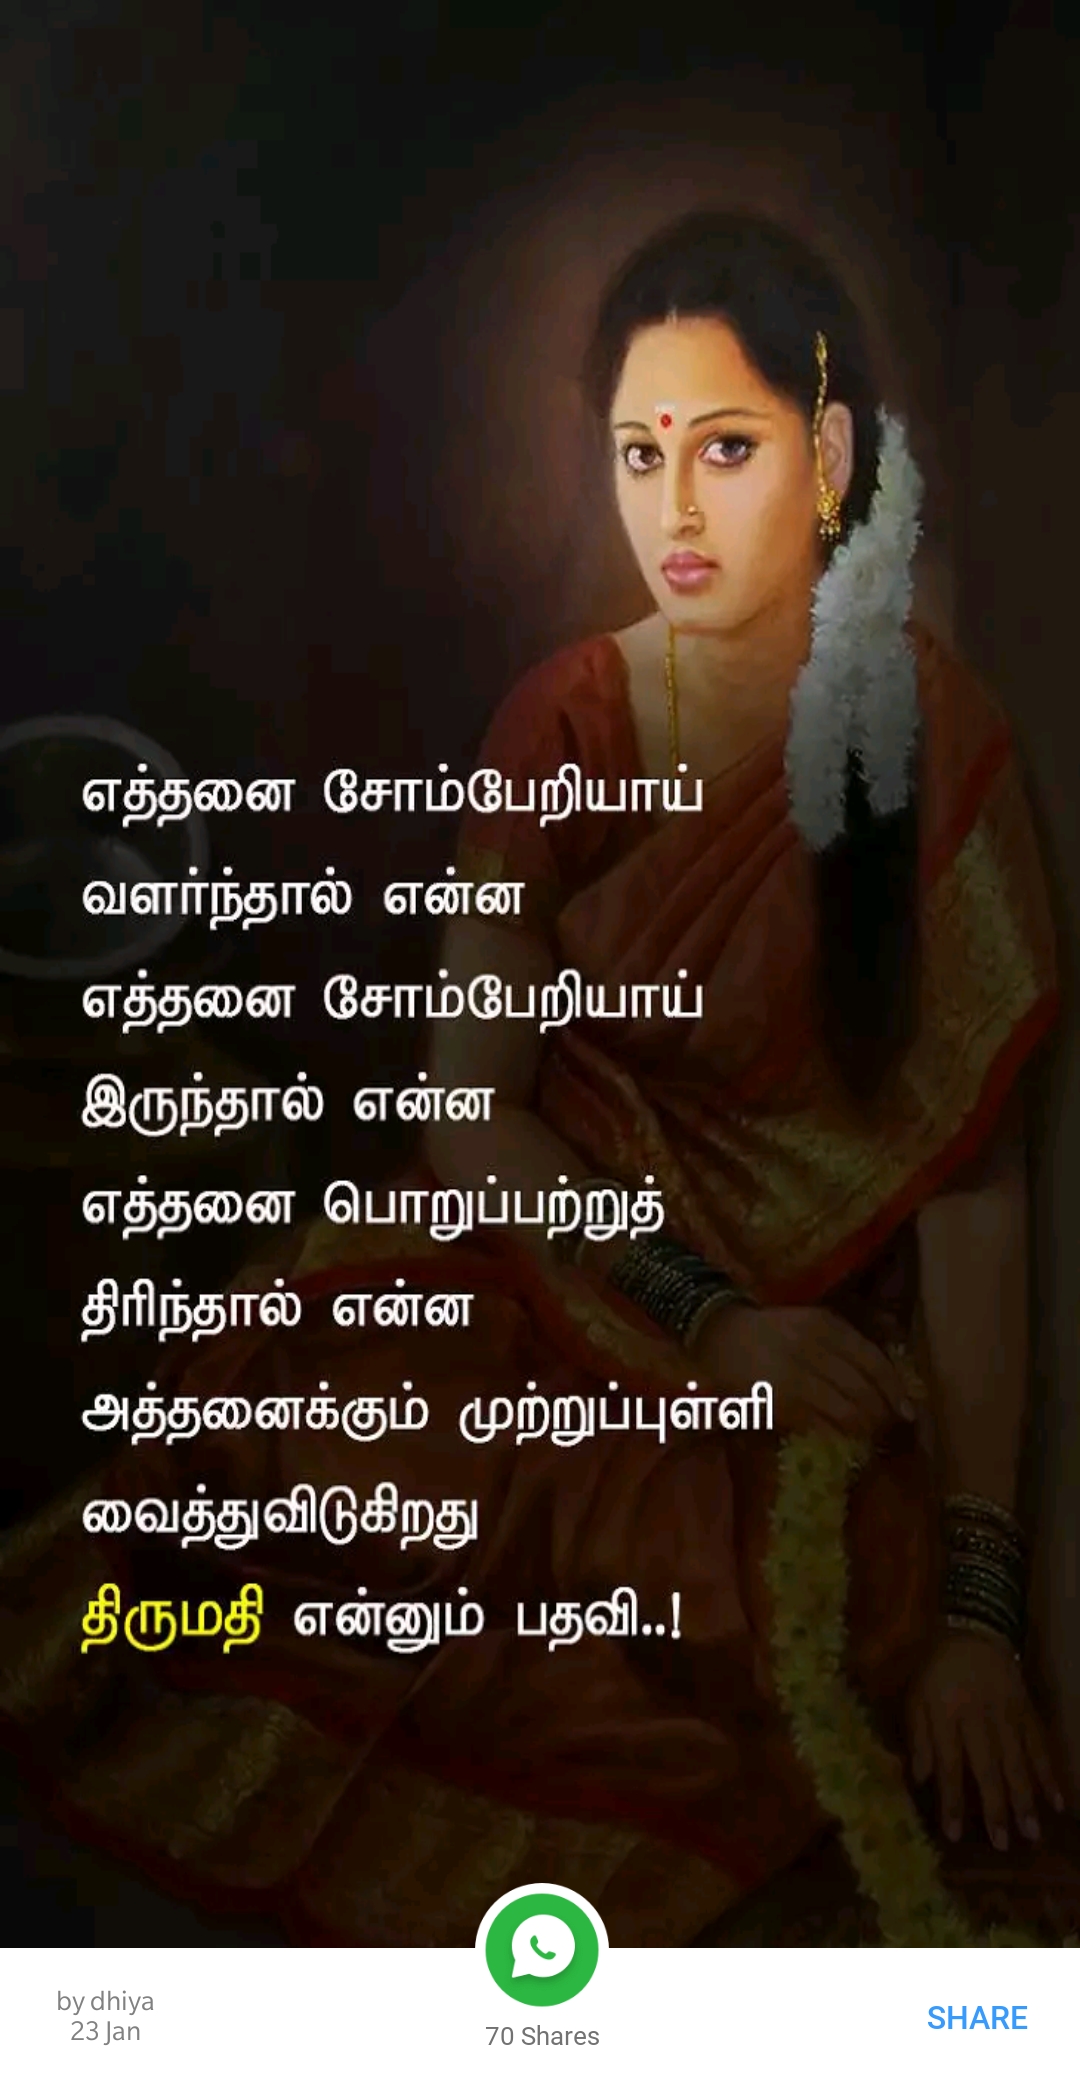 எத்தனை சோம்பேறியாய்
வளர்ந்தால் என்ன
எத்தனை சோம்பேறியாய்
இருந்தால் என்ன
எத்தனை பொறுப்பற்றுத்
திரிந்தால் என்ன
அத்தனைக்கும் முற்றுப்புள்ளி
வைத்துவிடுகிறது
திருமதி என்னும் பதவி..!
by dhiya
23 Jan
70 Shares
SHARE